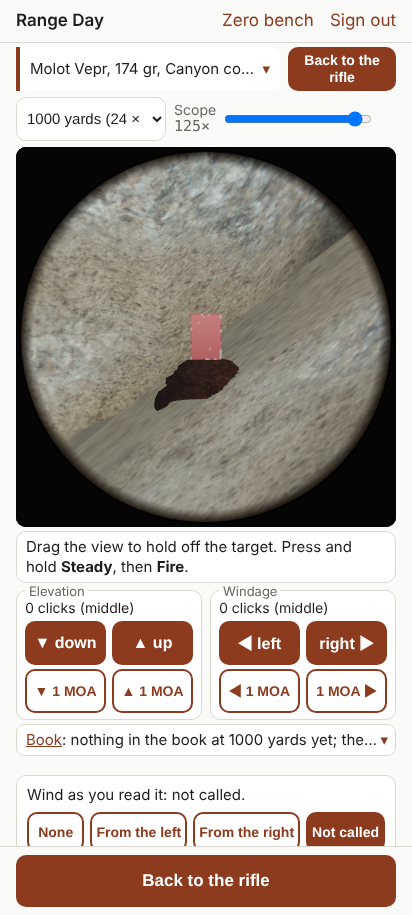 Range Day
Zero bench
Sign out
Molot Vepr, 174 gr, Canyon co... ▾
Back to the
rifle
1000 yards (24 ×
Scope
125×
Drag the view to hold off the target. Press and
hold Steady, then Fire.
Elevation
0 clicks (middle)
▼ down
▲ up
▼ 1 MOA
▲ 1 MOA
Windage
0 clicks (middle)
◀ left
right ▶
◀ 1 MOA
1 MOA ▶
Book: nothing in the book at 1000 yards yet; the... ▾
Wind as you read it: not called.
None
From the left
From the right
Not called
Back to the rifle